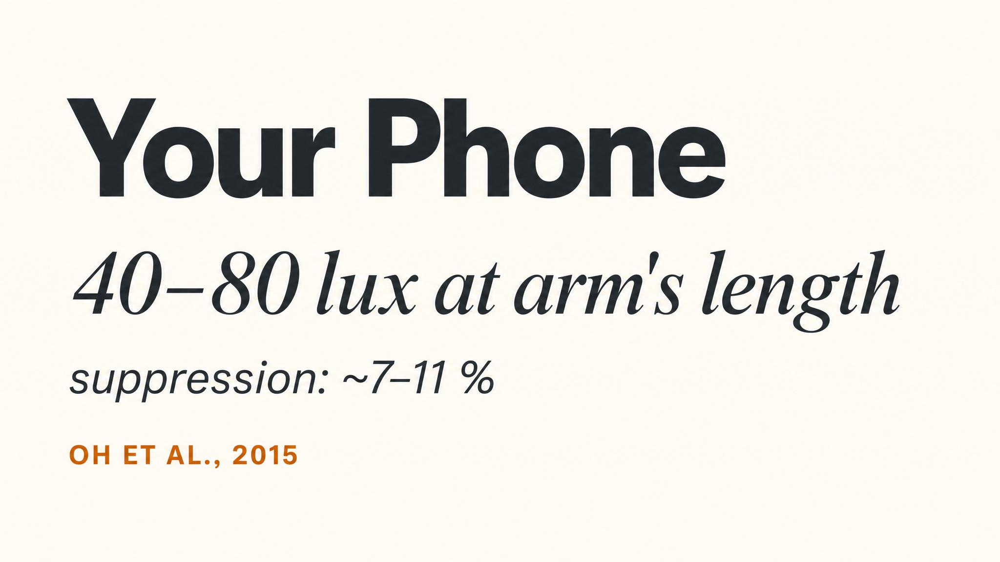 Your Phone
40–80 lux at arm's length
suppression: ~7–11 %
OH ET AL., 2015